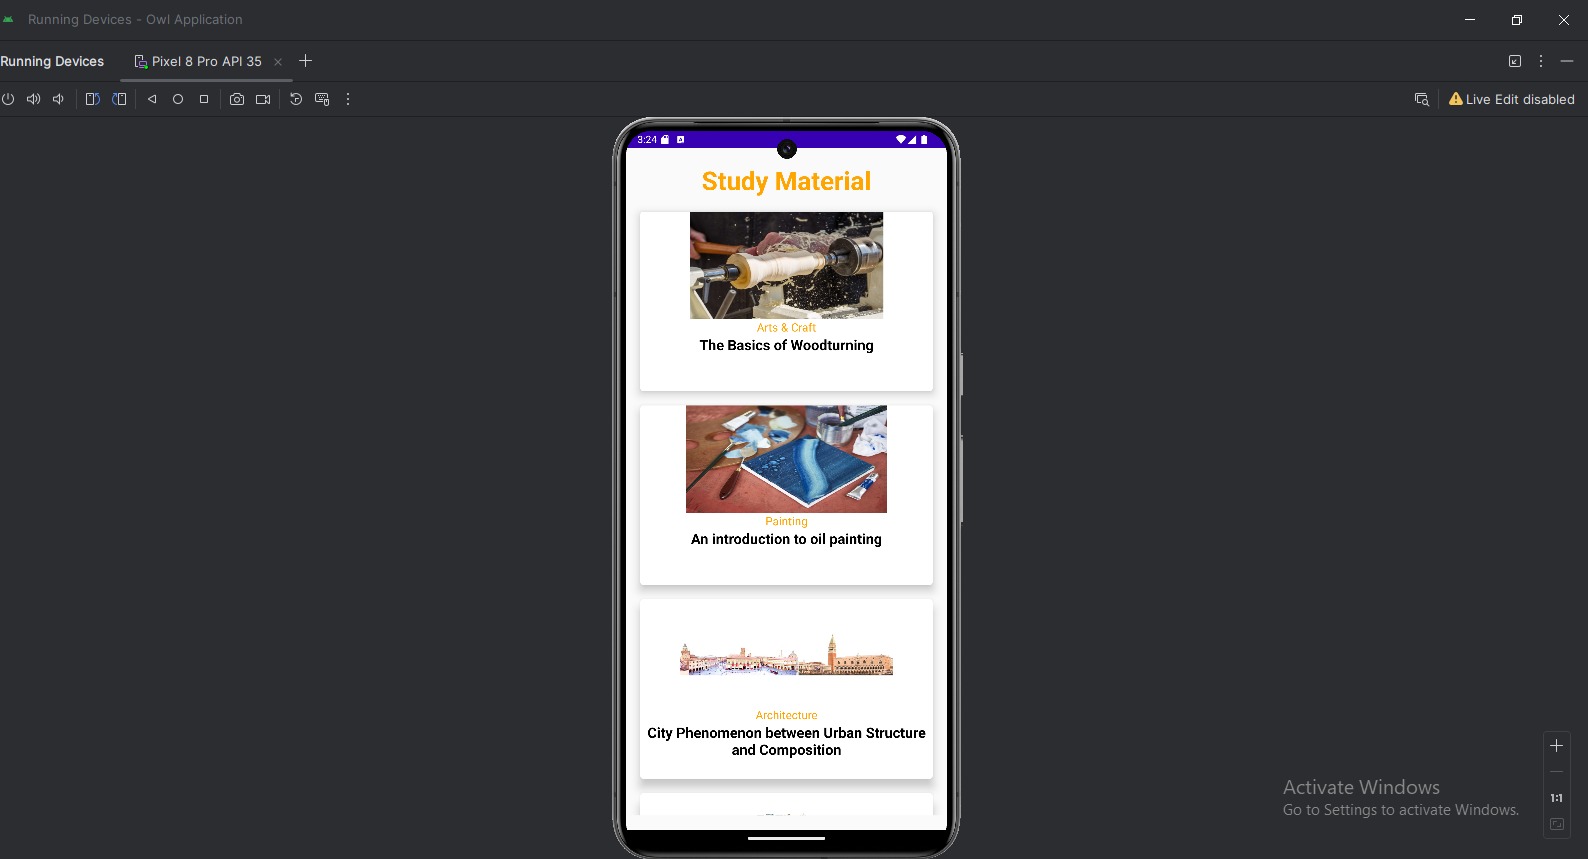 Running Devices - Owl Application
Running Devices
Pixel 8 Pro API 35
Live Edit disabled
3:24
Study Material
Arts & Craft
The Basics of Woodturning
Painting
An introduction to oil painting
Architecture
City Phenomenon between Urban Structure
and Composition
1:1
Activate Windows
Go to Settings to activate Windows.